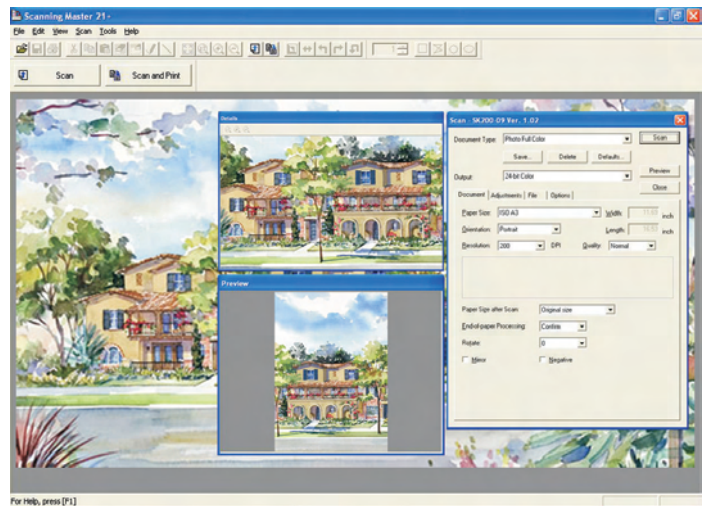 Scanning Master 21+
File Edit View Scan Tools Help
1
Scan Scan and Print
Details
Scan - SK200-09 Ver. 1.02
Document Type: Photo Full Color Scan
Save... Delete Defaults...
Output: 24-bit Color Preview
Close
Document Adjustments File Options
Paper Size: ISO A3 Width: inch
Orientation: Portrait Length: inch
Resolution: 200 DPI Quality: Normal
Preview
Paper Size after Scan: Original size
End-of-paper Processing: Confirm
Rotate: 0
Mirror Negative
For Help, press [F1]